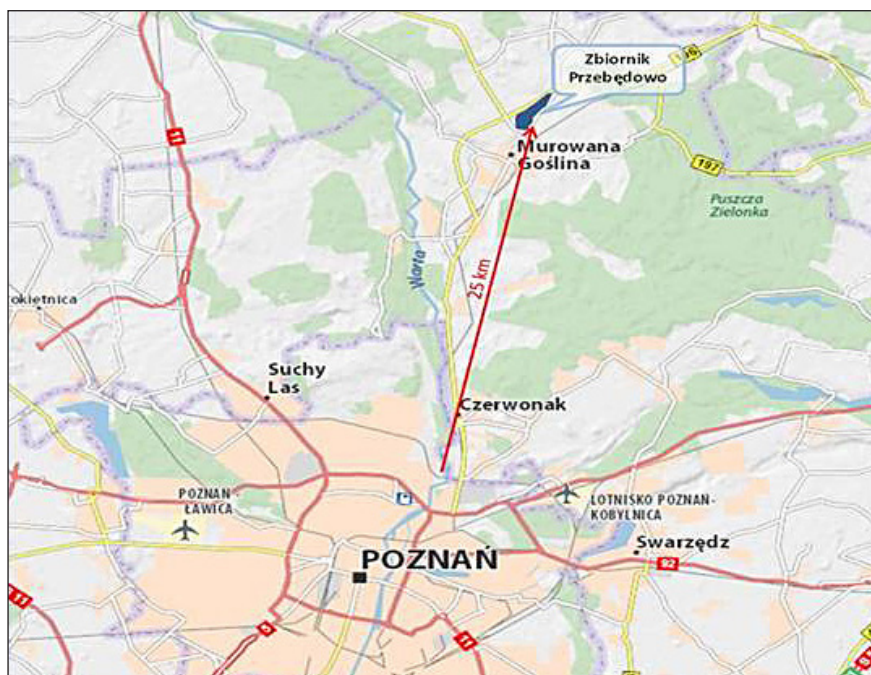 Zbiornik
Przebędowo
196
11
Murowana
Goślina
197
Puszcza
Zielonka
Warta
25 km
okietnica
Suchy
Las
Czerwonak
POZNAŃ-
ŁAWICA
LOTNISKO POZNAŃ-
KOBYLNICA
POZNAŃ
Swarzędz
92
11
11